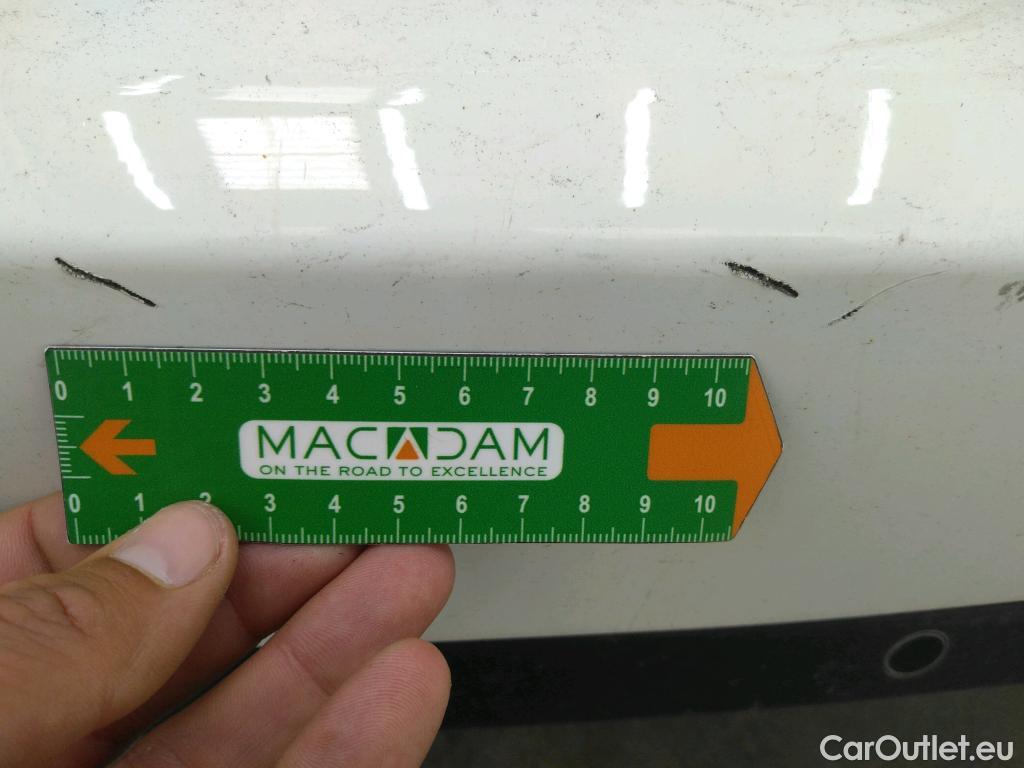 0 1 2 3 4 5 6 7 8 9 10
MACADAM
ON THE ROAD TO EXCELLENCE
0 1 2 3 4 5 6 7 8 9 10
CarOutlet.eu